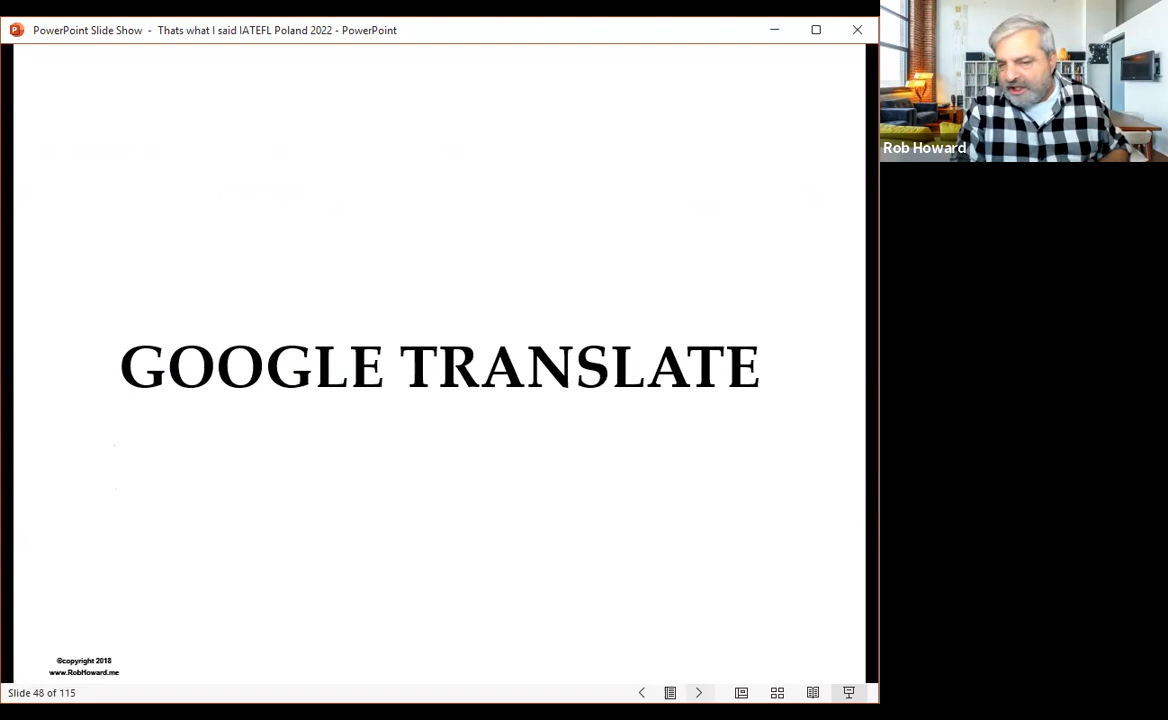 PowerPoint Slide Show - Thats what I said IATEFL Poland 2022 - PowerPoint
Rob Howard
GOOGLE TRANSLATE
©copyright 2018
www.RobHoward.me
Slide 48 of 115